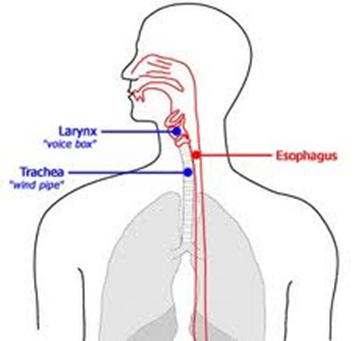 Larynx
"voice box"
Esophagus
Trachea
"wind pipe"